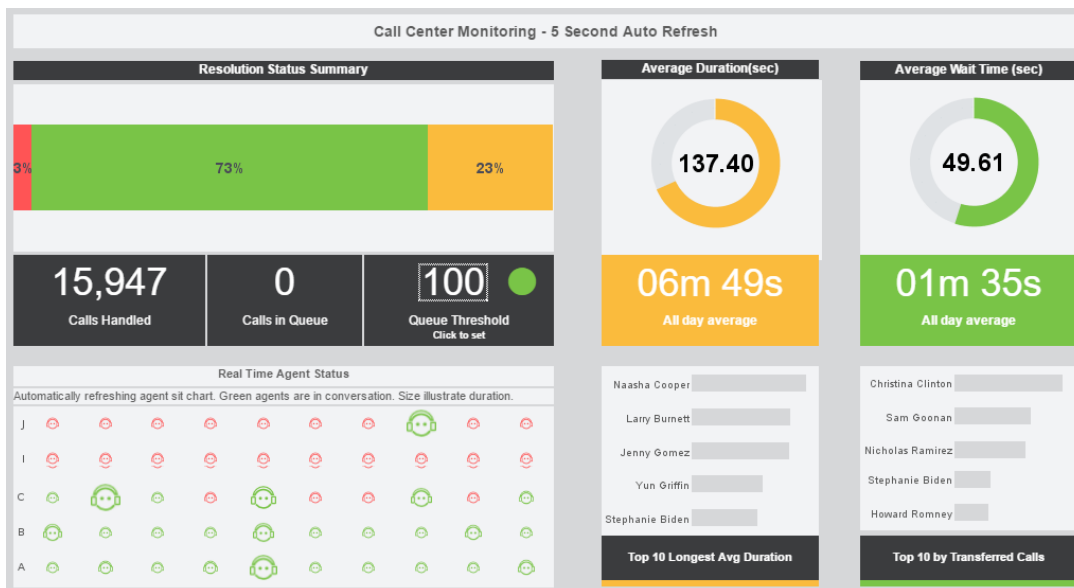 Call Center Monitoring - 5 Second Auto Refresh
Resolution Status Summary
3%
73%
23%
15,947
Calls Handled
0
Calls in Queue
100
Queue Threshold
Click to set
Average Duration(sec)
137.40
06m 49s
All day average
Average Wait Time (sec)
49.61
01m 35s
All day average
Real Time Agent Status
Automatically refreshing agent sit chart. Green agents are in conversation. Size illustrate duration.
J
I
C
B
A
Naasha Cooper
Larry Burnett
Jenny Gomez
Yun Griffin
Stephanie Biden
Top 10 Longest Avg Duration
Christina Clinton
Sam Goonan
Nicholas Ramirez
Stephanie Biden
Howard Romney
Top 10 by Transferred Calls